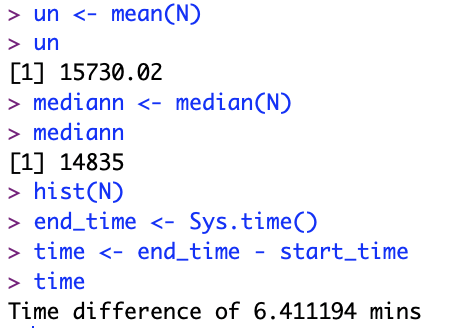 > un <- mean(N)
> un
[1] 15730.02
> mediann <- median(N)
> mediann
[1] 14835
> hist(N)
> end_time <- Sys.time()
> time <- end_time - start_time
> time
Time difference of 6.411194 mins